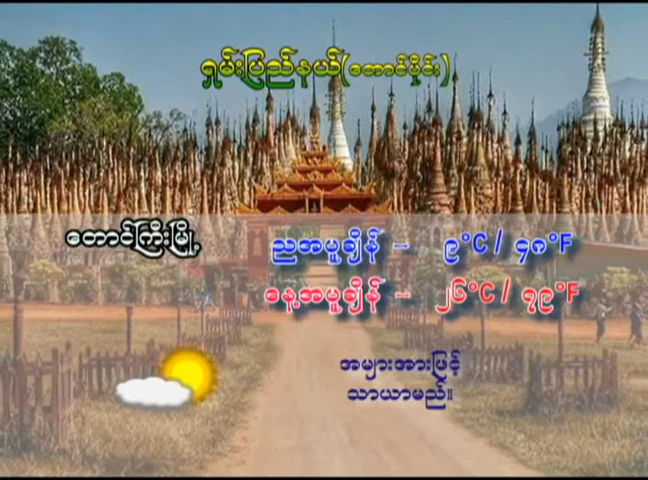 ရှမ်းပြည်နယ်(တောင်ပိုင်း)
တောင်ကြီးမြို့
ညအပူချိန် - ၉°C / ၄၈°F
နေ့အပူချိန် - ၂၆°C / ၇၉°F
အများအားဖြင့်
သာယာမည်။